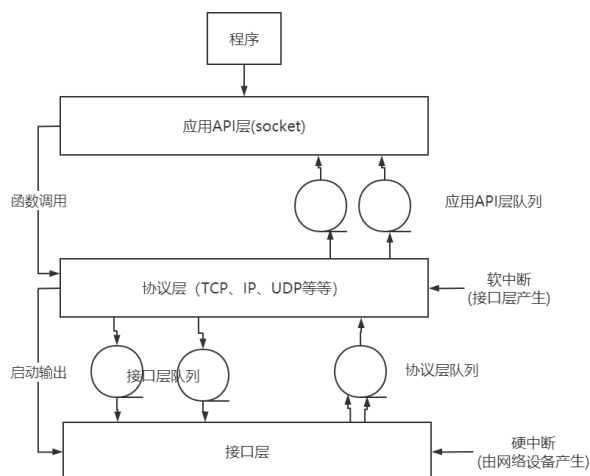 程序
应用API层(socket)
函数调用
应用API层队列
协议层（TCP、IP、UDP等等）
软中断
(接口层产生)
启动输出
接口层队列
协议层队列
接口层
硬中断
(由网络设备产生)